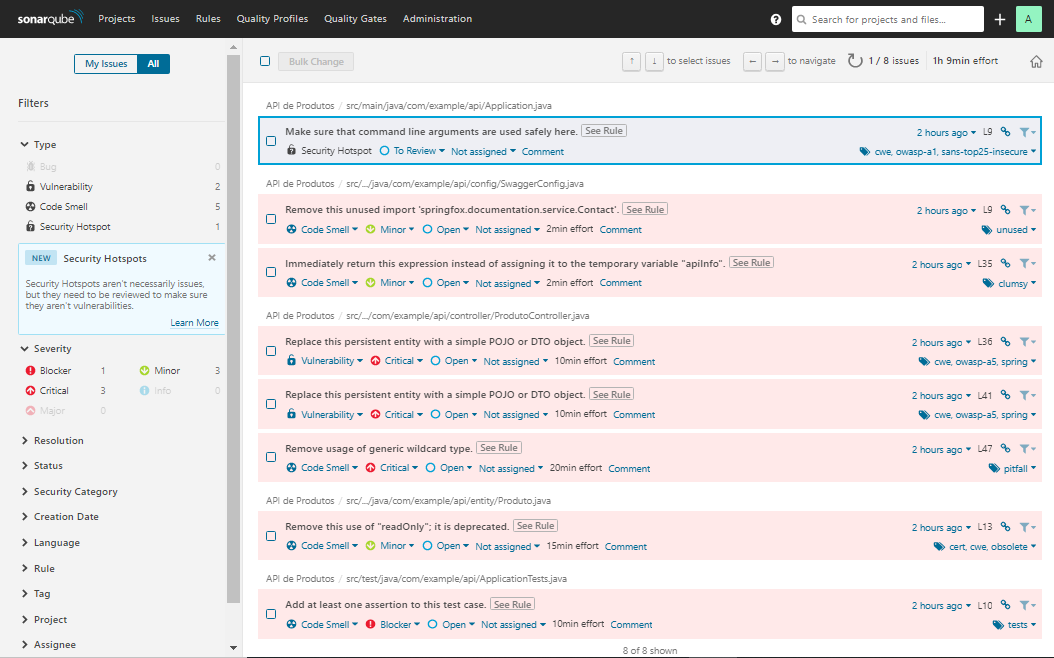 sonarqube Projects Issues Rules Quality Profiles Quality Gates Administration ? Search for projects and files... + A
My Issues All
Bulk Change ↑ ↓ to select issues ← → to navigate 1 / 8 issues 1h 9min effort
Filters
Type
Bug 0
Vulnerability 2
Code Smell 5
Security Hotspot 1
NEW Security Hotspots
Security Hotspots aren't necessarily issues,
but they need to be reviewed to make sure
they aren't vulnerabilities.
Learn More
Severity
Blocker 1 Minor 3
Critical 3 Info 0
Major 0
Resolution
Status
Security Category
Creation Date
Language
Rule
Tag
Project
Assignee
API de Produtos / src/main/java/com/example/api/Application.java
Make sure that command line arguments are used safely here. See Rule 2 hours ago L9
Security Hotspot To Review Not assigned Comment cwe, owasp-a1, sans-top25-insecure
API de Produtos / src/.../java/com/example/api/config/SwaggerConfig.java
Remove this unused import 'springfox.documentation.service.Contact'. See Rule 2 hours ago L9
Code Smell Minor Open Not assigned 2min effort Comment unused
Immediately return this expression instead of assigning it to the temporary variable "apiInfo". See Rule 2 hours ago L35
Code Smell Minor Open Not assigned 2min effort Comment clumsy
API de Produtos / src/.../com/example/api/controller/ProdutoController.java
Replace this persistent entity with a simple POJO or DTO object. See Rule 2 hours ago L36
Vulnerability Critical Open Not assigned 10min effort Comment cwe, owasp-a5, spring
Replace this persistent entity with a simple POJO or DTO object. See Rule 2 hours ago L41
Vulnerability Critical Open Not assigned 10min effort Comment cwe, owasp-a5, spring
Remove usage of generic wildcard type. See Rule 2 hours ago L47
Code Smell Critical Open Not assigned 20min effort Comment pitfall
API de Produtos / src/.../java/com/example/api/entity/Produto.java
Remove this use of "readOnly"; it is deprecated. See Rule 2 hours ago L13
Code Smell Minor Open Not assigned 15min effort Comment cert, cwe, obsolete
API de Produtos / src/test/java/com/example/api/ApplicationTests.java
Add at least one assertion to this test case. See Rule 2 hours ago L10
Code Smell Blocker Open Not assigned 10min effort Comment tests
8 of 8 shown